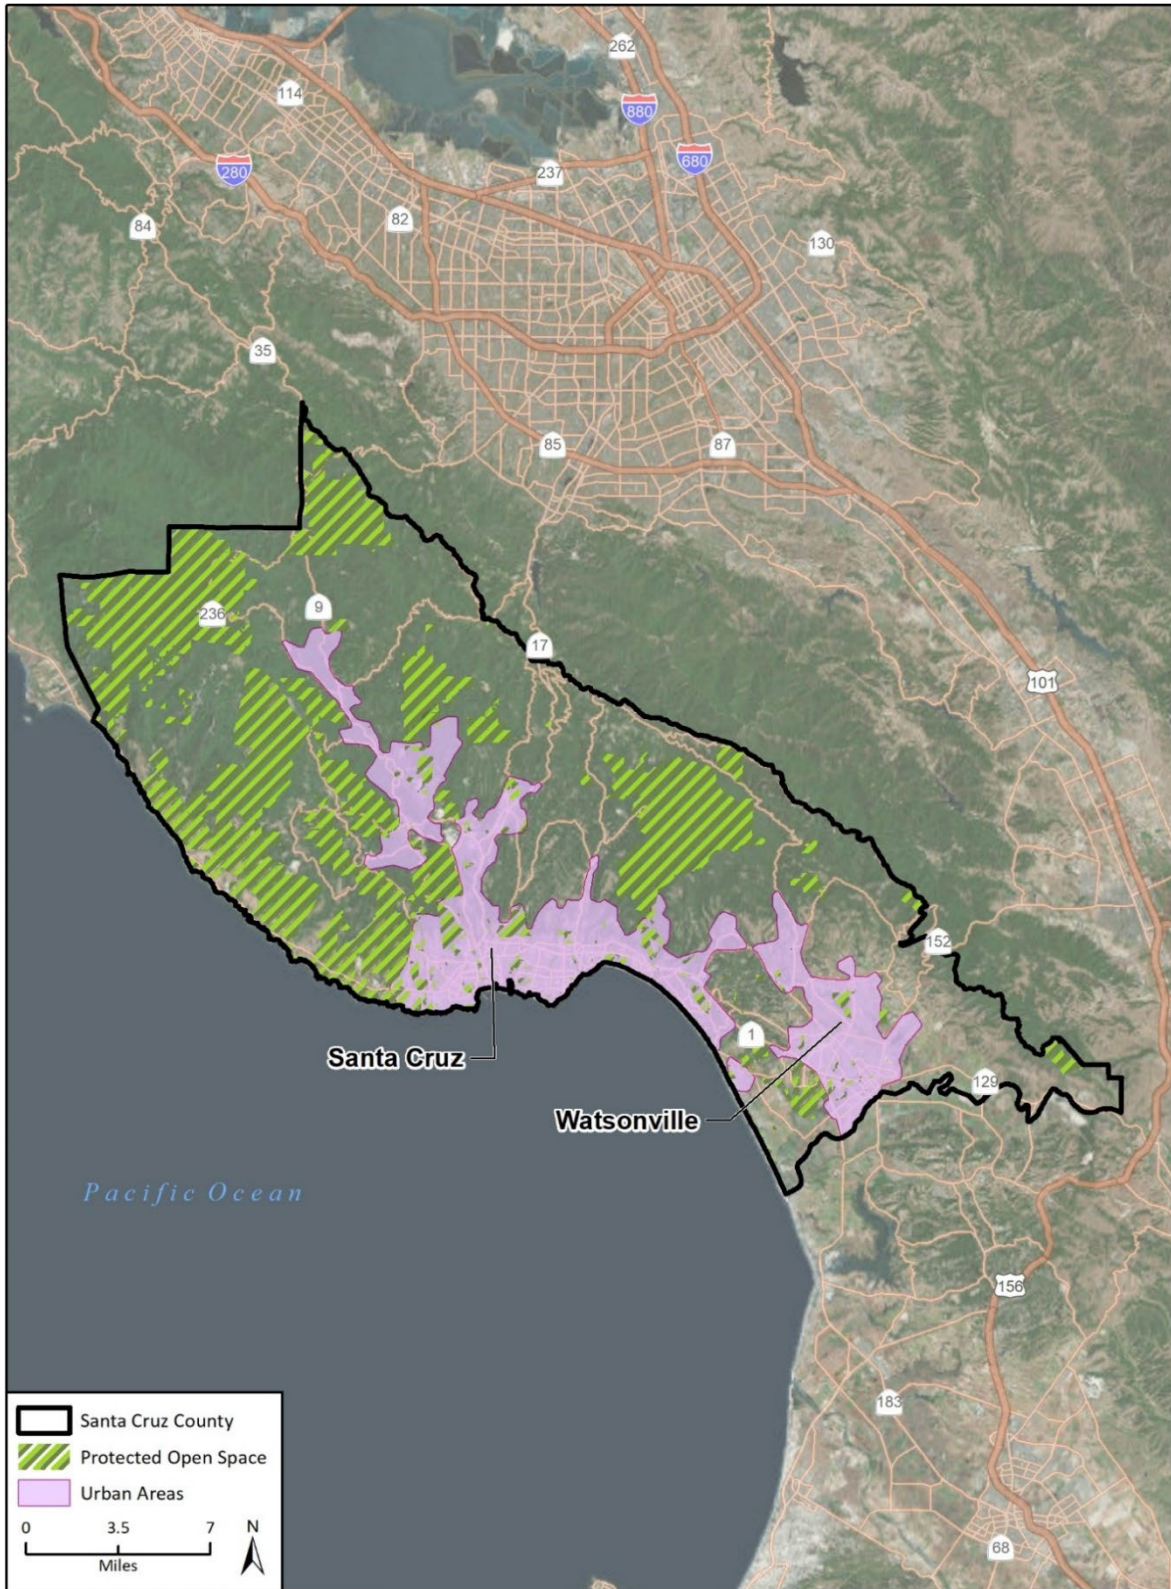 262
114
880
680
237
280
82
84
130
35
85
87
236
9
17
101
152
1
129
Santa Cruz
Watsonville
Pacific Ocean
156
183
68
Santa Cruz County
Protected Open Space
Urban Areas
0 3.5 7
N
Miles